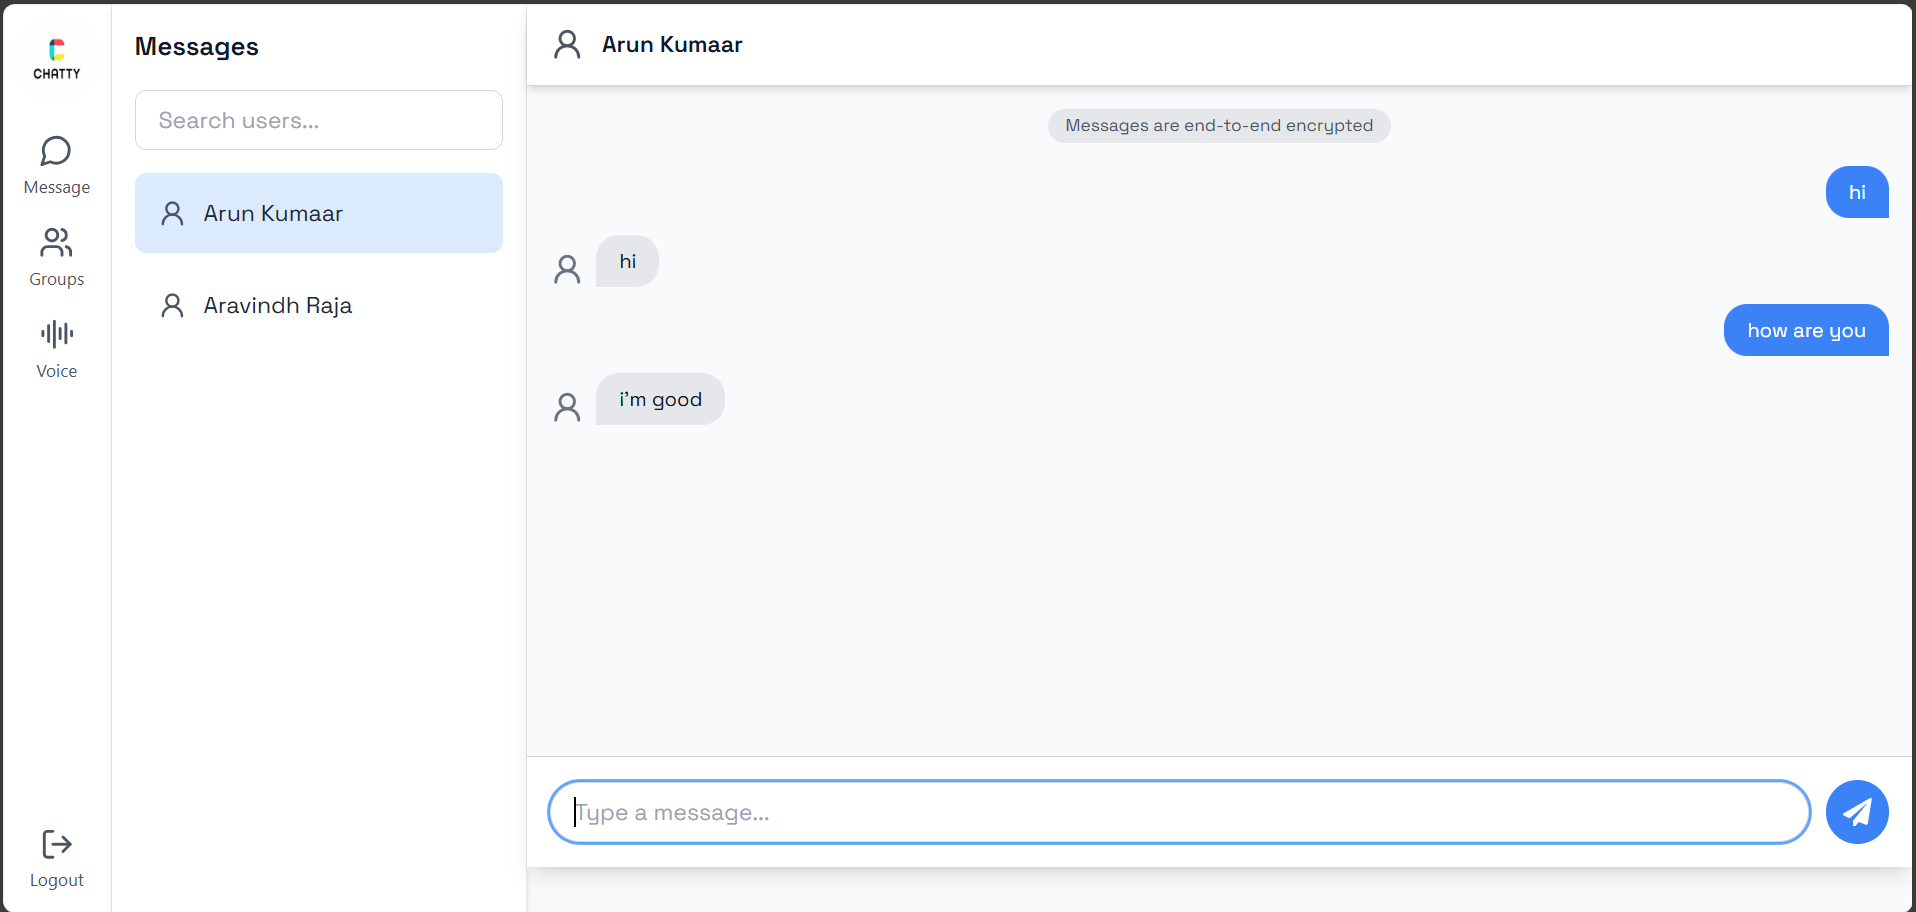 CHATTY
Message
Groups
Voice
Logout
Messages
Search users...
Arun Kumaar
Aravindh Raja
Arun Kumaar
Messages are end-to-end encrypted
hi
hi
how are you
i'm good
Type a message...